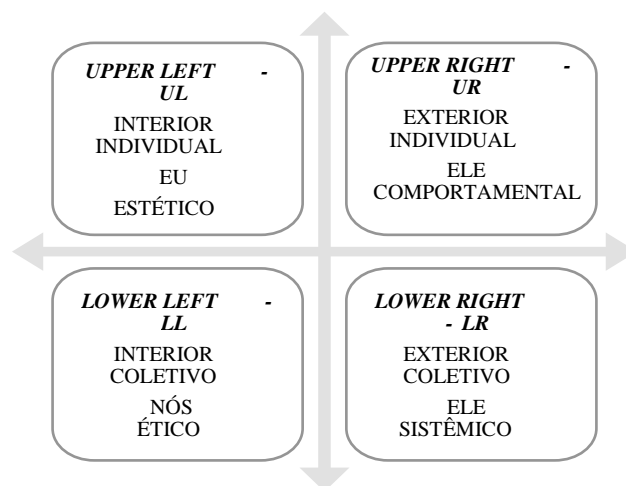 UPPER LEFT -
UL
INTERIOR
INDIVIDUAL
EU
ESTÉTICO
UPPER RIGHT -
UR
EXTERIOR
INDIVIDUAL
ELE
COMPORTAMENTAL
LOWER LEFT -
LL
INTERIOR
COLETIVO
NÓS
ÉTICO
LOWER RIGHT
- LR
EXTERIOR
COLETIVO
ELE
SISTÊMICO